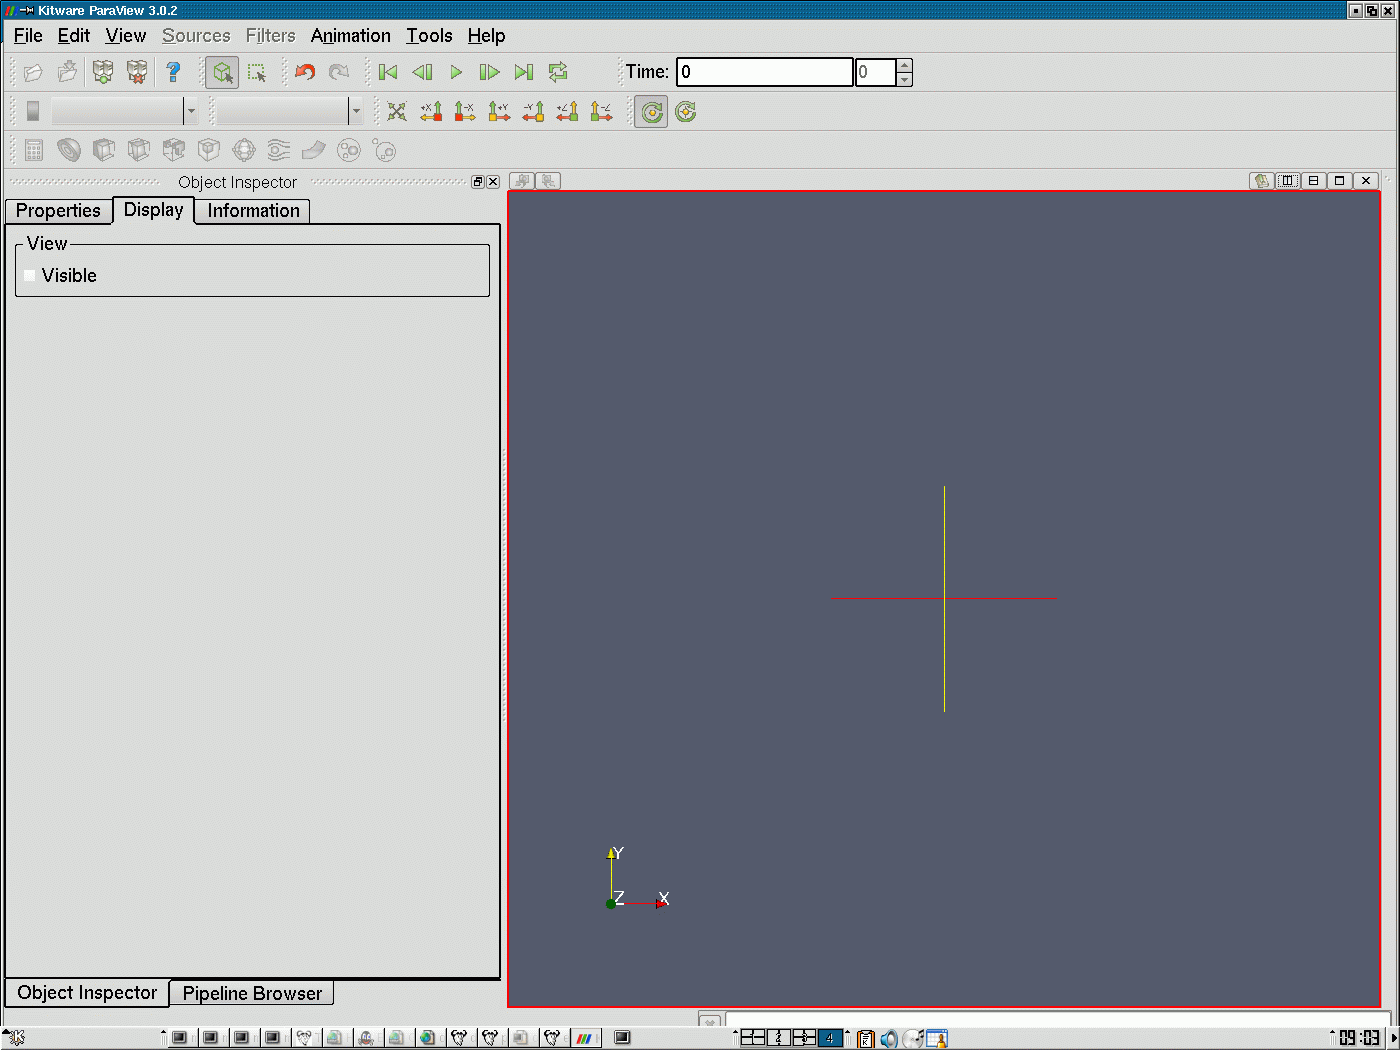 Kitware ParaView 3.0.2
File Edit View Sources Filters Animation Tools Help
Time: 0 0
+X -X +Y -Y +Z -Z
Object Inspector
Properties Display Information
View
Visible
Y
Z X
Object Inspector Pipeline Browser
4 09:03